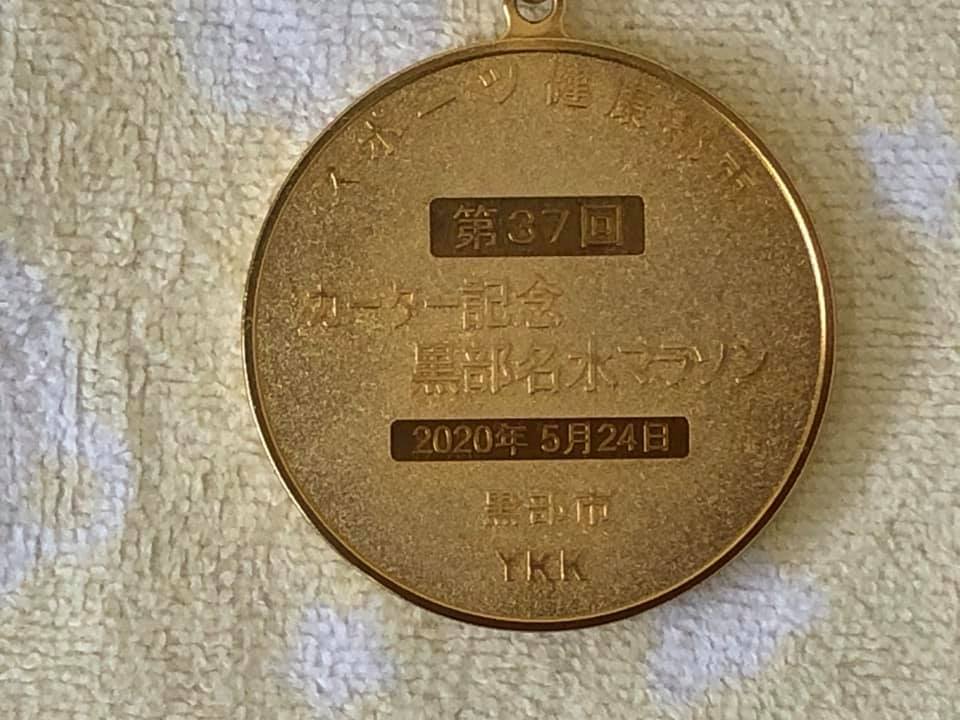 スポーツ健康都市
第37回
カーター記念
黒部名水マラソン
2020年 5月24日
黒部市
YKK